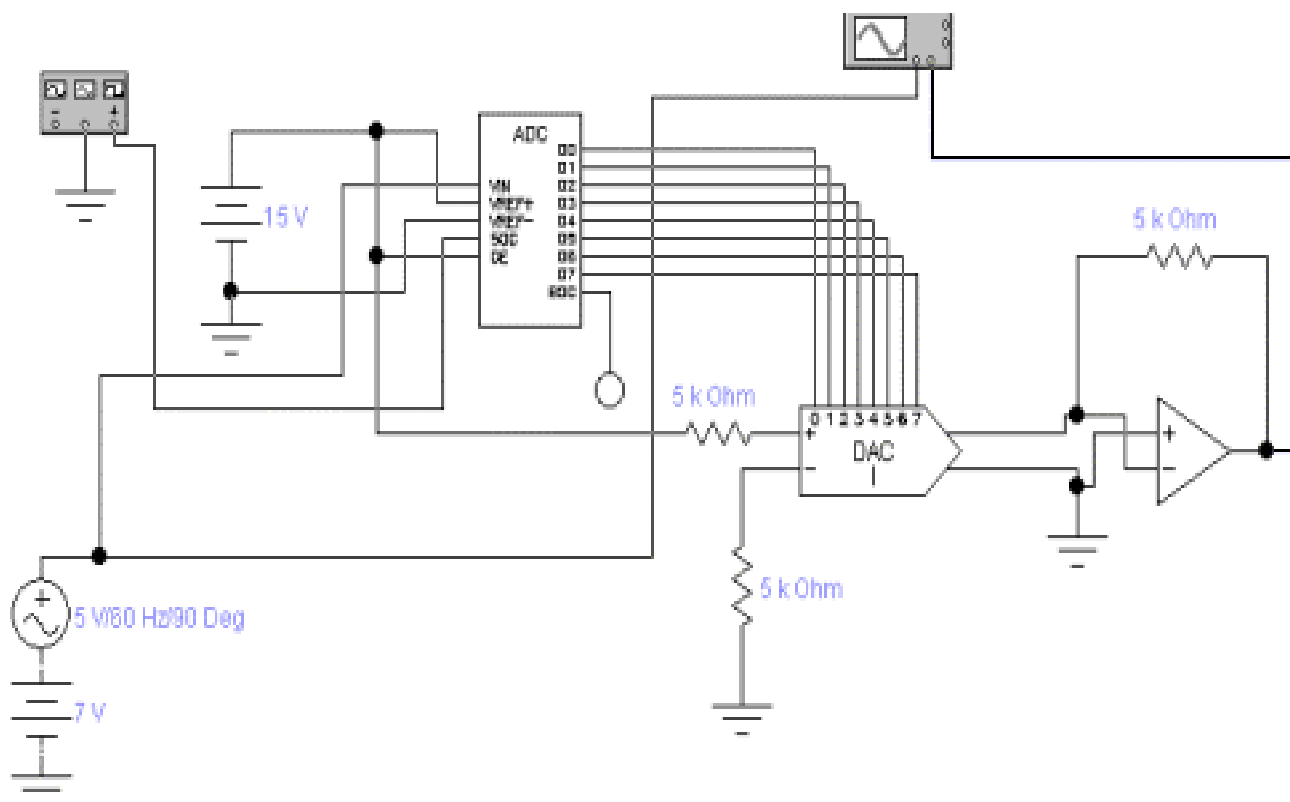 ADC
VIN
VREF+
VREF-
SOC
OE
D0
D1
D2
D3
D4
D5
D6
D7
EOC
15 V
5 k Ohm
5 k Ohm
0 1 2 3 4 5 6 7
+
DAC
-
I
+
-
5 k Ohm
+
5 V/60 Hz/90 Deg
7 V
- +